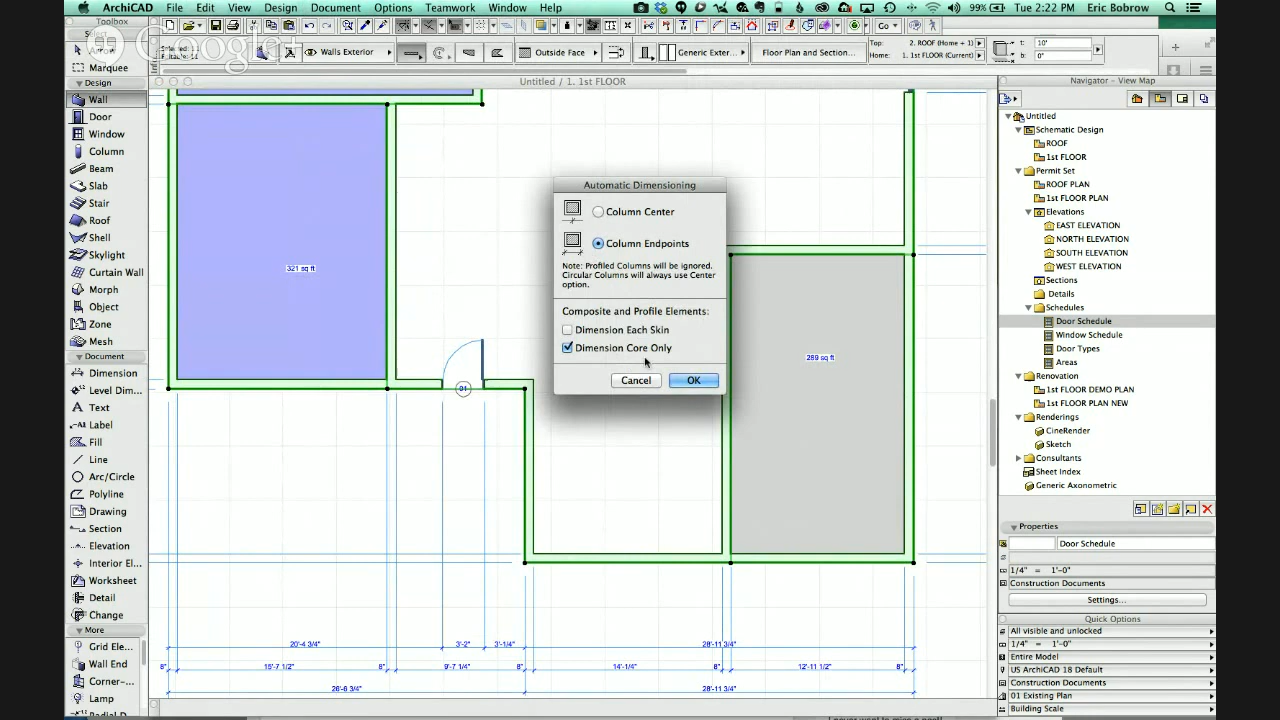 ArchiCAD File Edit View Design Document Options Teamwork Window Help
99% Tue 2:22 PM Eric Bobrow
Toolbox
Google
Select
Arrow
Marquee
Design
Wall
Door
Window
Column
Beam
Slab
Stair
Roof
Shell
Skylight
Curtain Wall
Morph
Object
Zone
Mesh
Document
Dimension
Level Dim...
Text
Label
Fill
Line
Arc/Circle
Polyline
Drawing
Section
Elevation
Interior El...
Worksheet
Detail
Change
More
Grid Ele...
Wall End
Corner-...
Lamp
Walls Exterior
Outside Face
Generic Exter...
Floor Plan and Section...
Go
Top: 2. ROOF (Home + 1)
Home: 1. 1st FLOOR (Current)
t: 10'
b: 0"
Untitled / 1. 1st FLOOR
321 sq ft
289 sq ft
01
Automatic Dimensioning
Column Center
Column Endpoints
Note: Profiled Columns will be ignored.
Circular Columns will always use Center
option.
Composite and Profile Elements:
Dimension Each Skin
Dimension Core Only
Cancel OK
20'-4 3/4" 3'-2" 3'-1 1/4" 28'-11 3/4"
6" 15'-7 1/2" 6" 9'-7 1/4" 8" 14'-1/4" 8" 12'-11 1/2" 8"
26'-8 3/4" 28'-11 3/4"
Navigator - View Map
Untitled
Schematic Design
ROOF
1st FLOOR
Permit Set
ROOF PLAN
1st FLOOR PLAN
Elevations
EAST ELEVATION
NORTH ELEVATION
SOUTH ELEVATION
WEST ELEVATION
Sections
Details
Schedules
Door Schedule
Window Schedule
Door Types
Areas
Renovation
1st FLOOR DEMO PLAN
1st FLOOR PLAN NEW
Renderings
CineRender
Sketch
Consultants
Sheet Index
Generic Axonometric
Properties
Door Schedule
1/4" = 1'-0"
Construction Documents
Settings...
Quick Options
All visible and unlocked
1/4" = 1'-0"
Entire Model
US ArchiCAD 18 Default
Construction Documents
01 Existing Plan
Building Scale